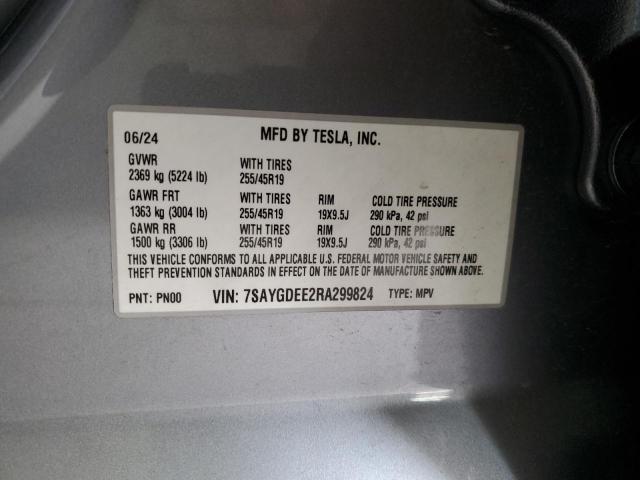 06/24 MFD BY TESLA, INC.
GVWR WITH TIRES
2369 kg (5224 lb) 255/45R19
GAWR FRT WITH TIRES RIM COLD TIRE PRESSURE
1363 kg (3004 lb) 255/45R19 19X9.5J 290 kPa, 42 psi
GAWR RR WITH TIRES RIM COLD TIRE PRESSURE
1500 kg (3306 lb) 255/45R19 19X9.5J 290 kPa, 42 psi
THIS VEHICLE CONFORMS TO ALL APPLICABLE U.S. FEDERAL MOTOR VEHICLE SAFETY AND
THEFT PREVENTION STANDARDS IN EFFECT ON THE DATE OF MANUFACTURE SHOWN ABOVE.
PNT: PN00 VIN: 7SAYGDEE2RA299824 TYPE: MPV